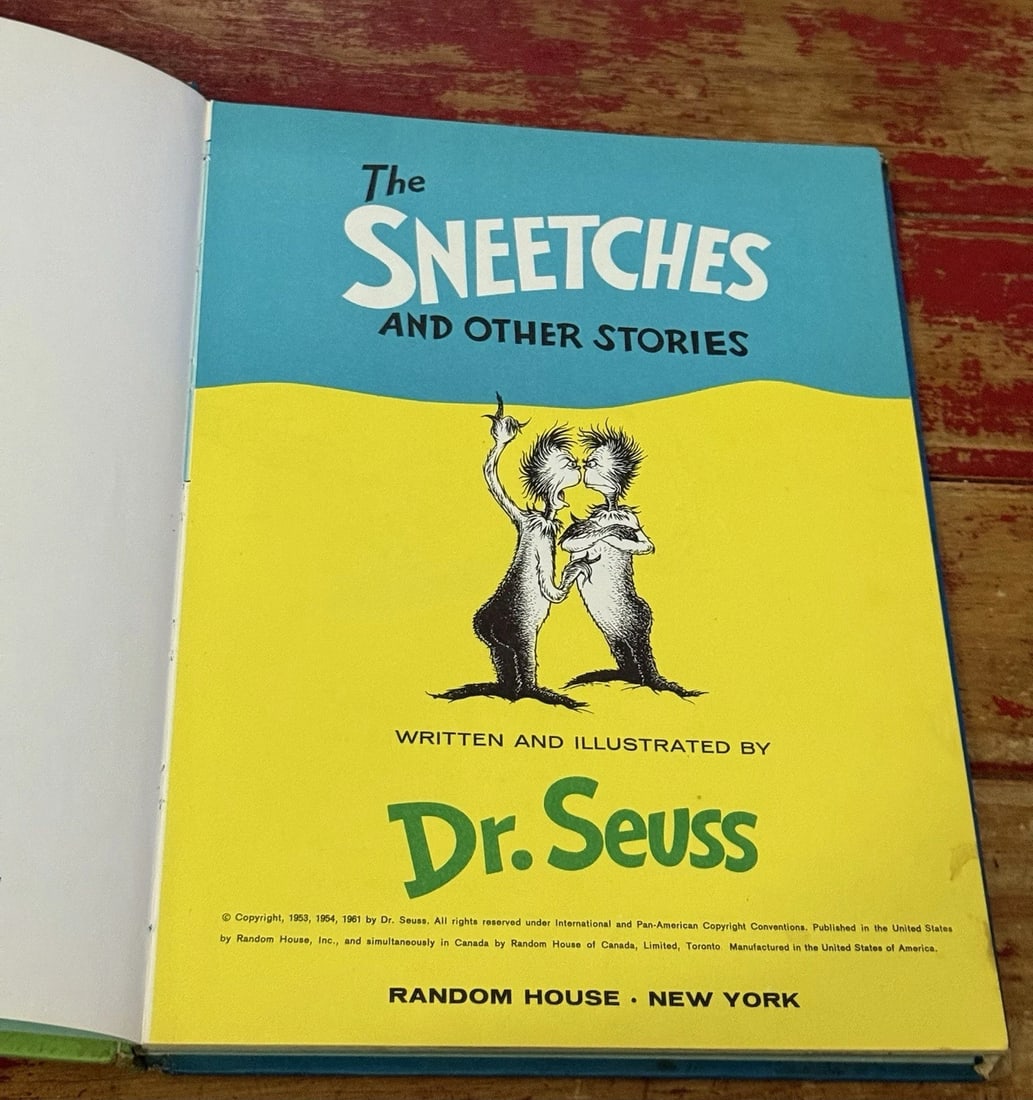 The
SNEETCHES
AND OTHER STORIES
WRITTEN AND ILLUSTRATED BY
Dr. Seuss
© Copyright, 1953, 1954, 1961 by Dr. Seuss. All rights reserved under International and Pan-American Copyright Conventions. Published in the United States
by Random House, Inc., and simultaneously in Canada by Random House of Canada, Limited, Toronto. Manufactured in the United States of America.
RANDOM HOUSE · NEW YORK